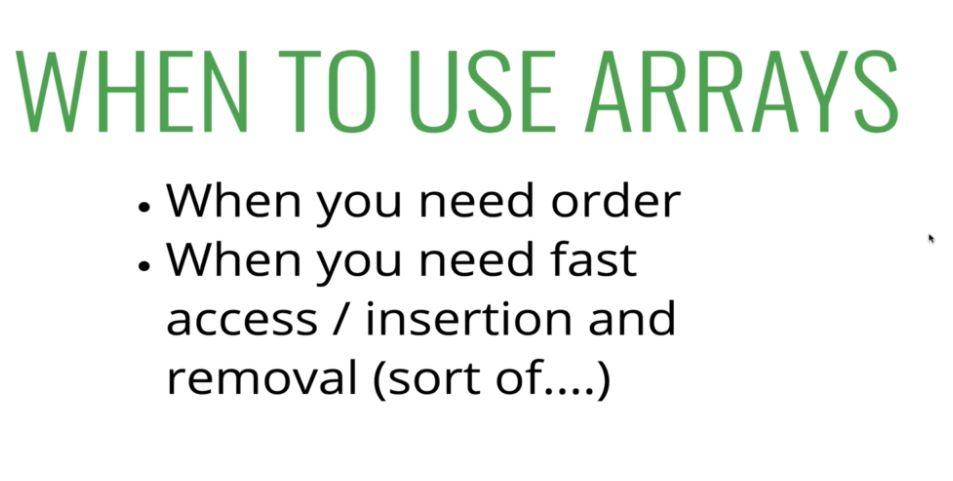 WHEN TO USE ARRAYS
• When you need order
• When you need fast
access / insertion and
removal (sort of....)